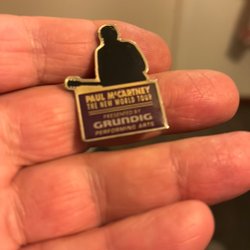 PAUL McCARTNEY
THE NEW WORLD TOUR
PRESENTED BY
GRUNDIG
PERFORMING ARTS